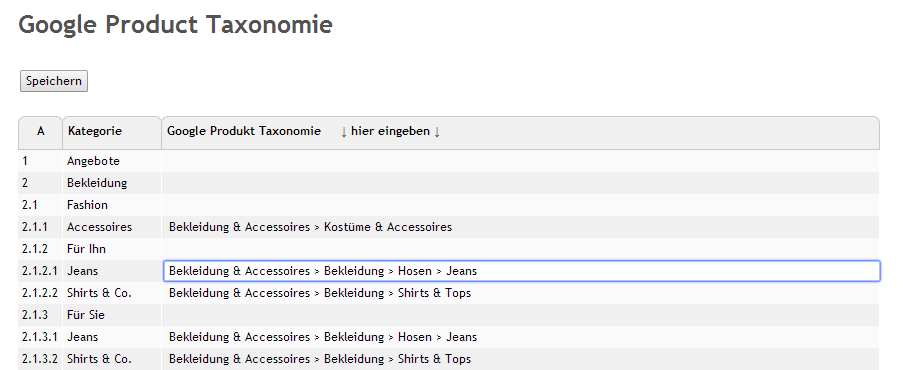 Google Product Taxonomie
Speichern
A Kategorie Google Produkt Taxonomie ↓ hier eingeben ↓
1 Angebote
2 Bekleidung
2.1 Fashion
2.1.1 Accessoires Bekleidung & Accessoires > Kostüme & Accessoires
2.1.2 Für Ihn
2.1.2.1 Jeans Bekleidung & Accessoires > Bekleidung > Hosen > Jeans
2.1.2.2 Shirts & Co. Bekleidung & Accessoires > Bekleidung > Shirts & Tops
2.1.3 Für Sie
2.1.3.1 Jeans Bekleidung & Accessoires > Bekleidung > Hosen > Jeans
2.1.3.2 Shirts & Co. Bekleidung & Accessoires > Bekleidung > Shirts & Tops